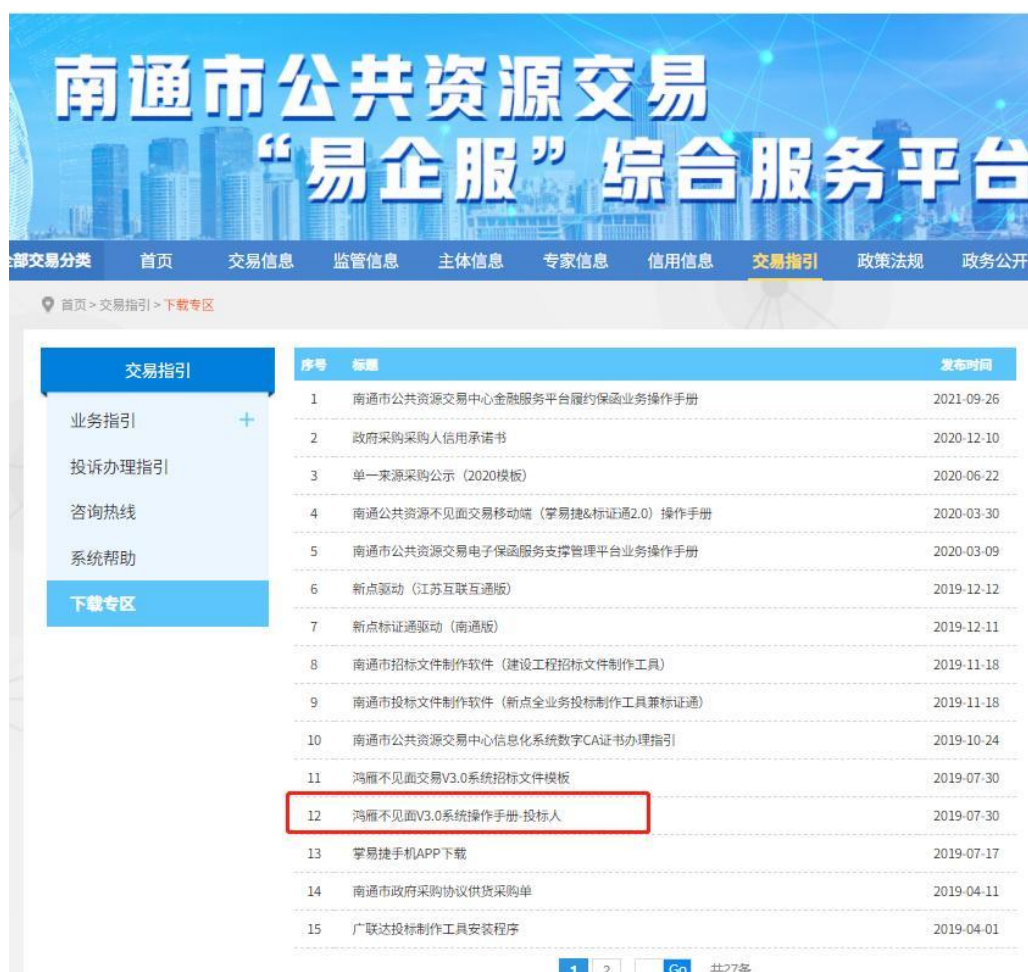 南通市公共资源交易
“易企服”综合服务平台
全部交易分类 首页 交易信息 监管信息 主体信息 专家信息 信用信息 交易指引 政策法规 政务公开
首页>交易指引>下载专区
交易指引
业务指引 +
投诉办理指引
咨询热线
系统帮助
下载专区
序号 标题 发布时间
1 南通市公共资源交易中心金融服务平台履约保函业务操作手册 2021-09-26
2 政府采购采购人信用承诺书 2020-12-10
3 单一来源采购公示（2020模板） 2020-06-22
4 南通公共资源不见面交易移动端（掌易捷&标证通2.0）操作手册 2020-03-30
5 南通市公共资源交易电子保函服务支撑管理平台业务操作手册 2020-03-09
6 新点驱动（江苏互联互通版） 2019-12-12
7 新点标证通驱动（南通版） 2019-12-11
8 南通市招标文件制作软件（建设工程招标文件制作工具） 2019-11-18
9 南通市投标文件制作软件（新点全业务投标制作工具兼标证通） 2019-11-18
10 南通市公共资源交易中心信息化系统数字CA证书办理指引 2019-10-24
11 鸿雁不见面交易V3.0系统招标文件模板 2019-07-30
12 鸿雁不见面V3.0系统操作手册-投标人 2019-07-30
13 掌易捷手机APP下载 2019-07-17
14 南通市政府采购协议供货采购单 2019-04-11
15 广联达投标制作工具安装程序 2019-04-01
1 2 Go 共27条